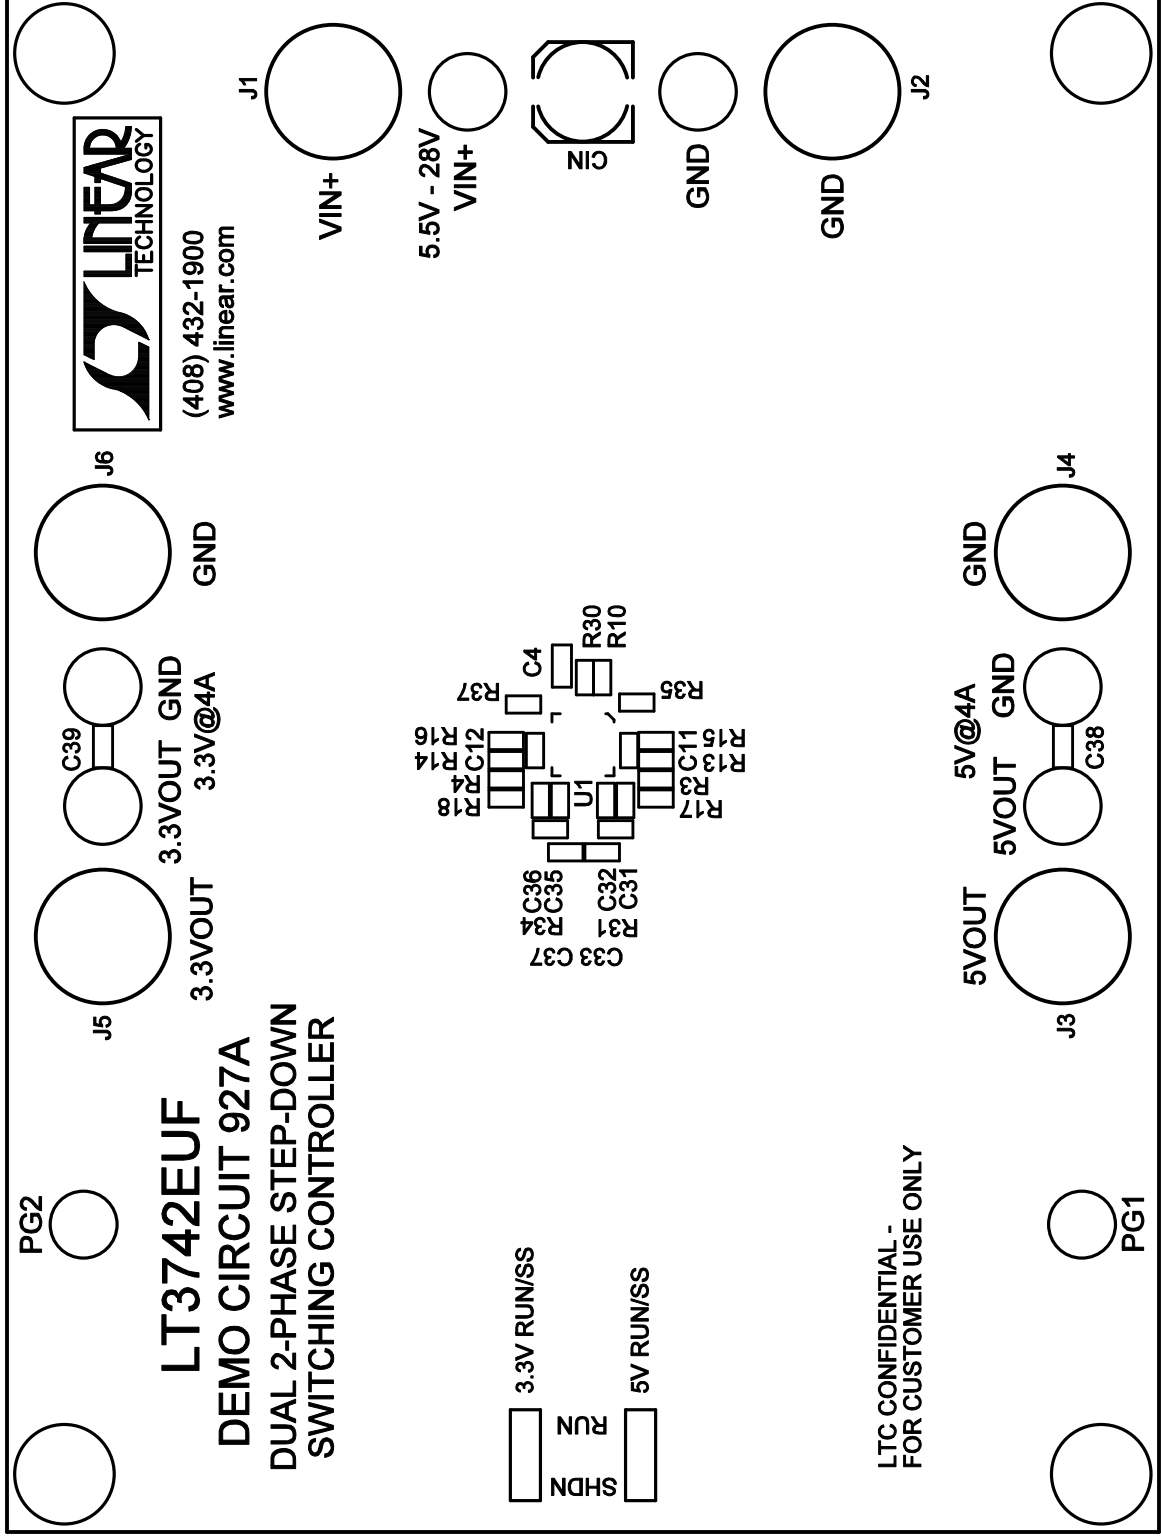 LT3742EUF
DEMO CIRCUIT 927A
DUAL 2-PHASE STEP-DOWN
SWITCHING CONTROLLER
PG2
J5
3.3VOUT
3.3VOUT
GND
C39
3.3V@4A
GND
J6
LINEAR
TECHNOLOGY
(408) 432-1900
www.linear.com
J1
VIN+
5.5V - 28V
VIN+
CIN
GND
GND
J2
3.3V RUN/SS
RUN
SHDN
5V RUN/SS
R37
C4
R30
R10
R35
R16
R14
C12
R4
R18
U1
C11
R15
R13
R3
R17
C36
C35
R34
C32
C31
R31
C37
C33
LTC CONFIDENTIAL -
FOR CUSTOMER USE ONLY
5VOUT
J3
5VOUT
GND
5V@4A
C38
GND
J4
PG1